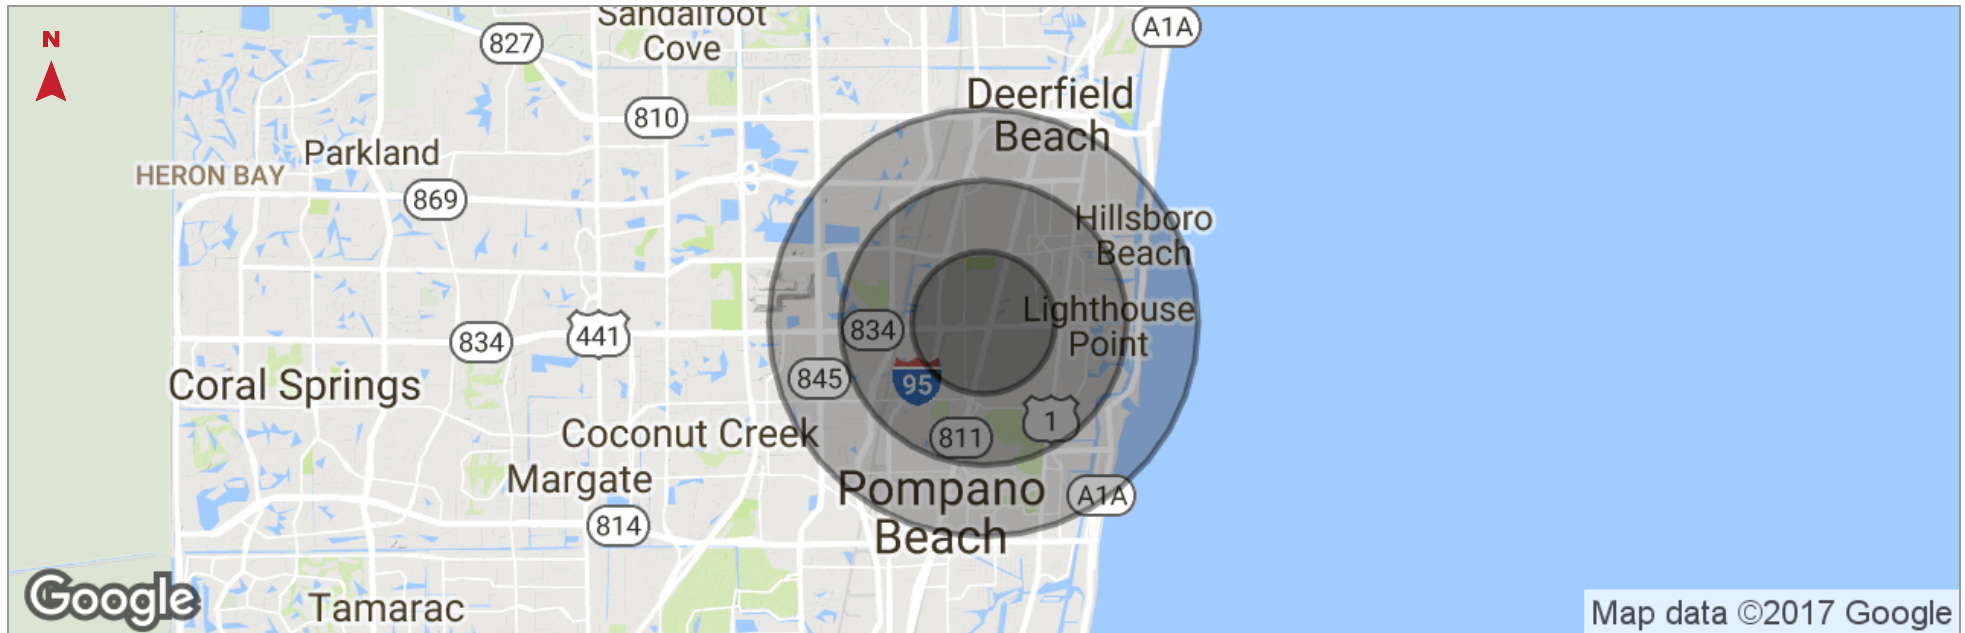 N
827
Sandalfoot
Cove
A1A
Deerfield
Beach
810
Parkland
HERON BAY
869
Hillsboro
Beach
Lighthouse
Point
834
441
834
845
95
Coral Springs
Coconut Creek
1
811
Margate
Pompano
Beach
A1A
814
Google
Tamarac
Map data ©2017 Google